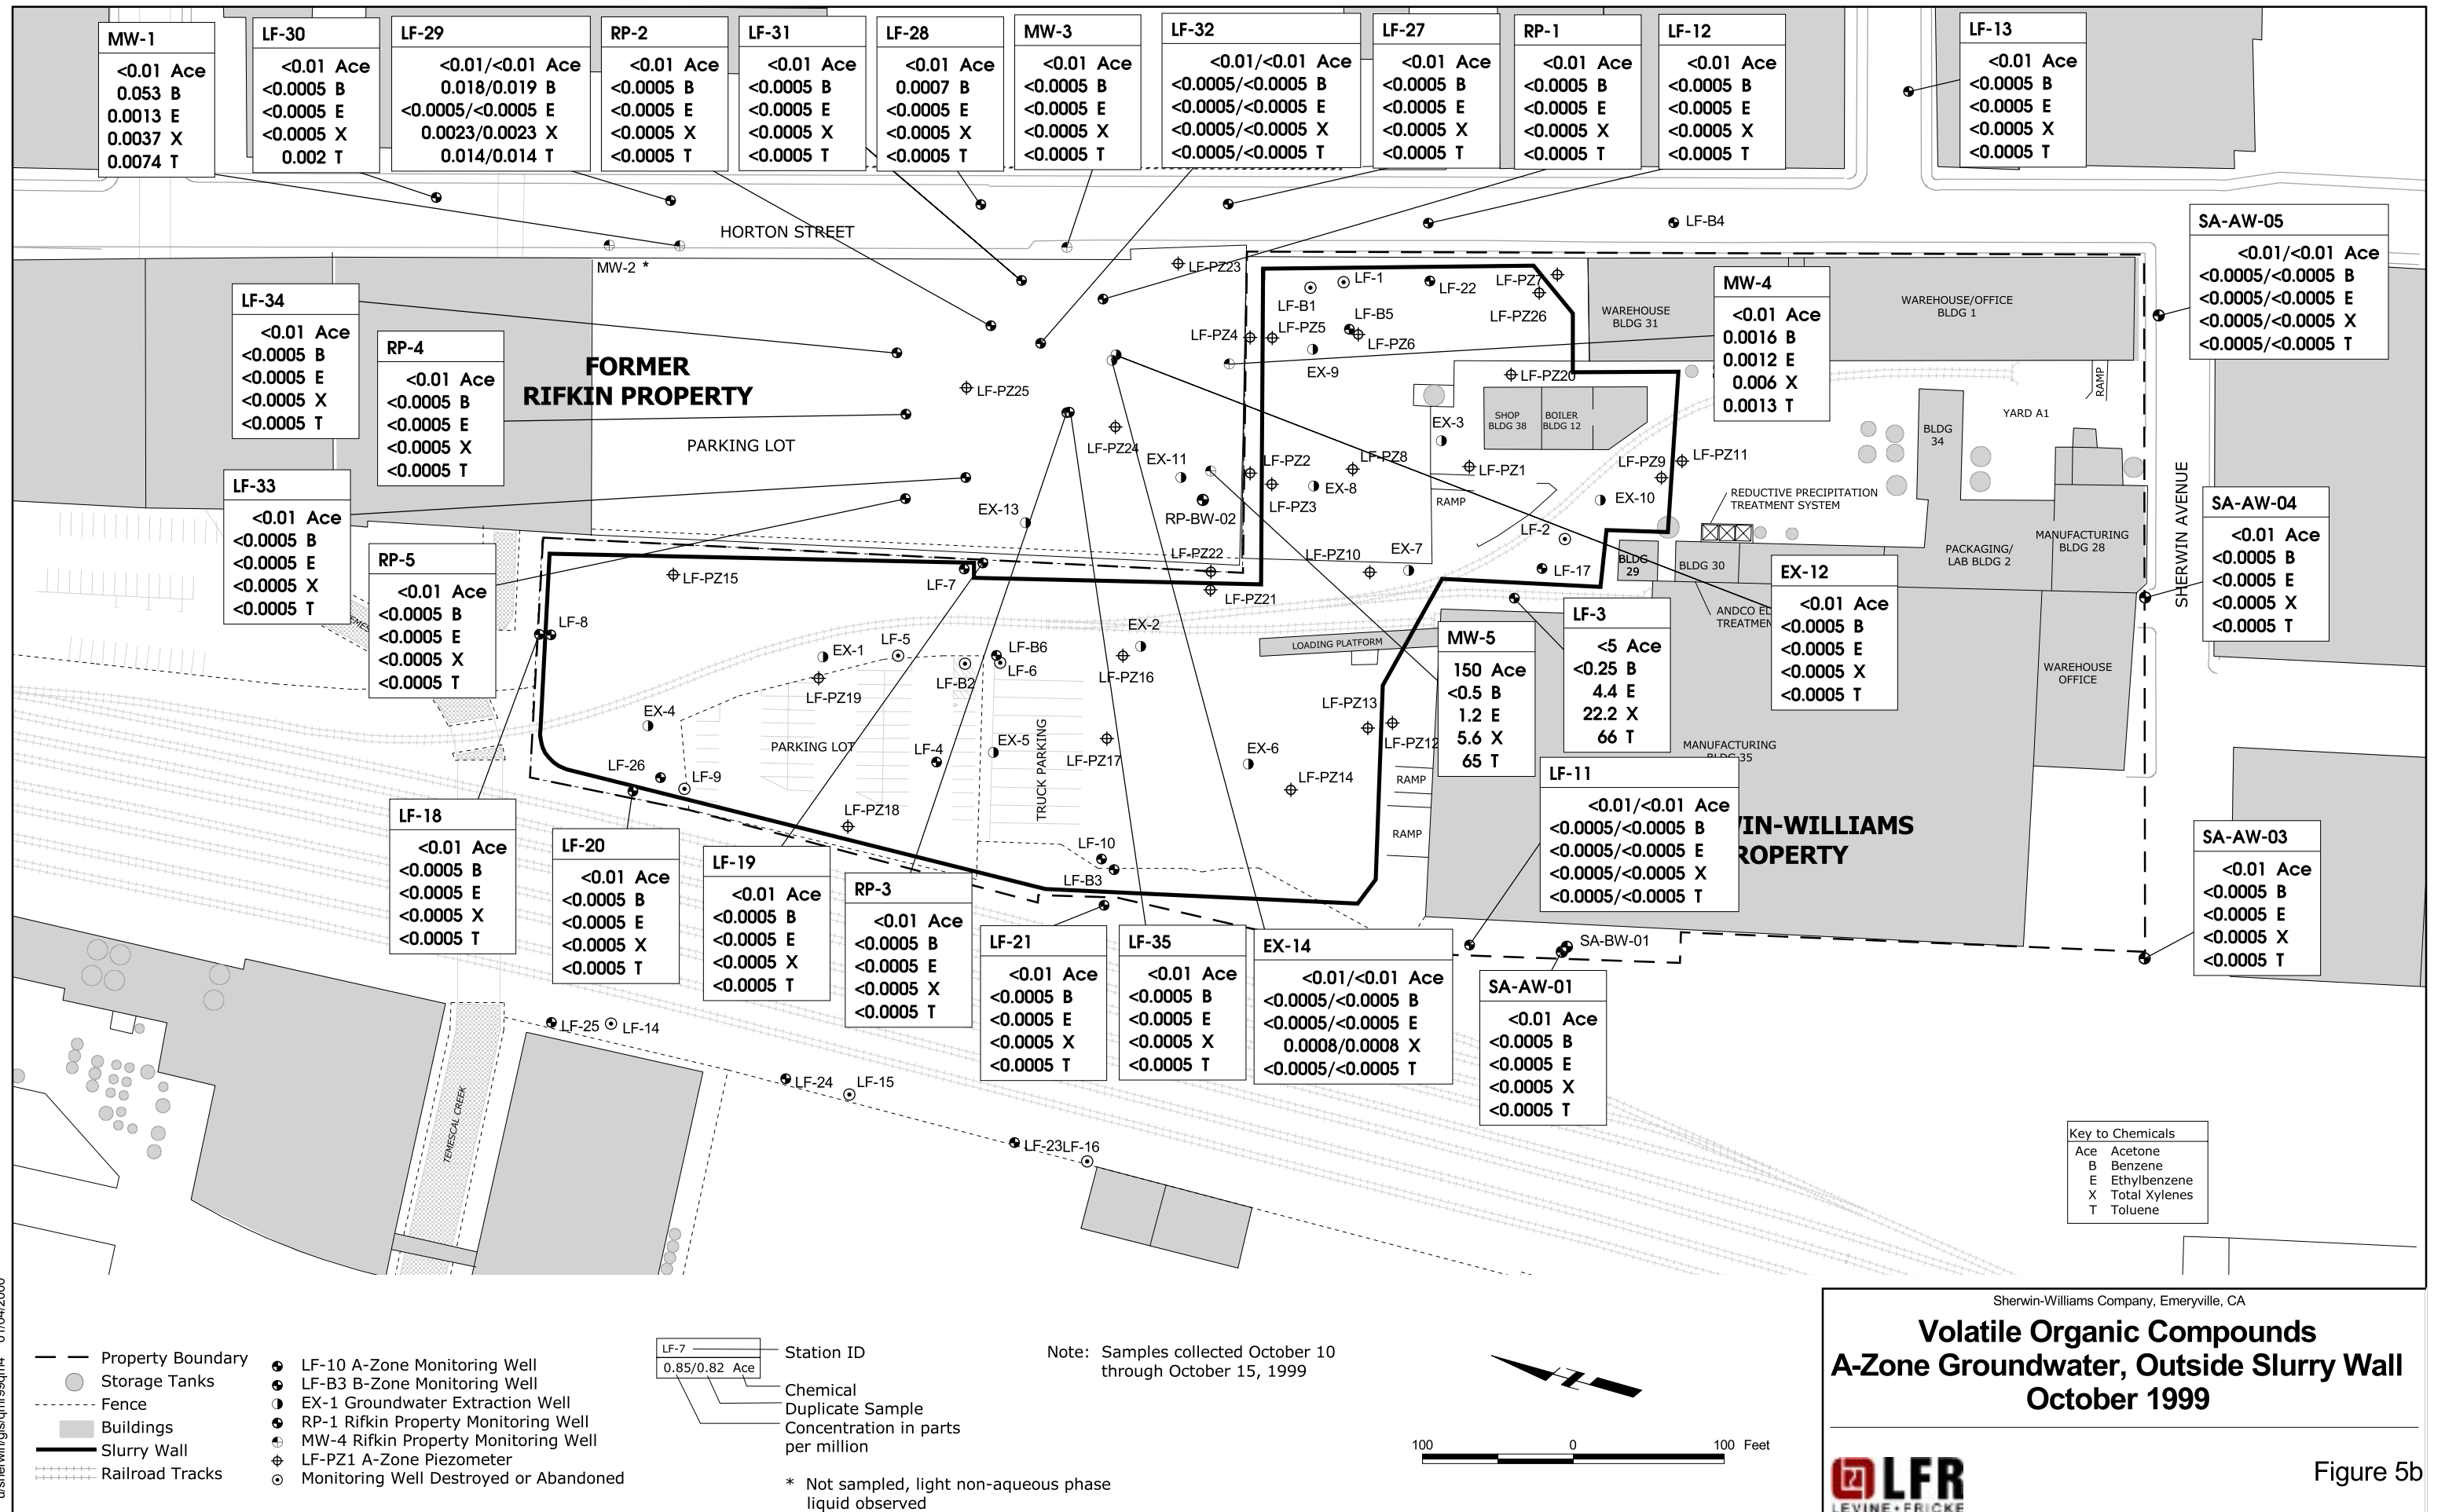 MW-1
<0.01 Ace
0.053 B
0.0013 E
0.0037 X
0.0074 T
LF-30
<0.01 Ace
<0.0005 B
<0.0005 E
<0.0005 X
0.002 T
LF-29
<0.01/<0.01 Ace
0.018/0.019 B
<0.0005/<0.0005 E
0.0023/0.0023 X
0.014/0.014 T
RP-2
<0.01 Ace
<0.0005 B
<0.0005 E
<0.0005 X
<0.0005 T
LF-31
<0.01 Ace
<0.0005 B
<0.0005 E
<0.0005 X
<0.0005 T
LF-28
<0.01 Ace
0.0007 B
<0.0005 E
<0.0005 X
<0.0005 T
MW-3
<0.01 Ace
<0.0005 B
<0.0005 E
<0.0005 X
<0.0005 T
LF-32
<0.01/<0.01 Ace
<0.0005/<0.0005 B
<0.0005/<0.0005 E
<0.0005/<0.0005 X
<0.0005/<0.0005 T
LF-27
<0.01 Ace
<0.0005 B
<0.0005 E
<0.0005 X
<0.0005 T
RP-1
<0.01 Ace
<0.0005 B
<0.0005 E
<0.0005 X
<0.0005 T
LF-12
<0.01 Ace
<0.0005 B
<0.0005 E
<0.0005 X
<0.0005 T
LF-13
<0.01 Ace
<0.0005 B
<0.0005 E
<0.0005 X
<0.0005 T
HORTON STREET
MW-2 *
LF-B4
SA-AW-05
<0.01/<0.01 Ace
<0.0005/<0.0005 B
<0.0005/<0.0005 E
<0.0005/<0.0005 X
<0.0005/<0.0005 T
LF-34
<0.01 Ace
<0.0005 B
<0.0005 E
<0.0005 X
<0.0005 T
RP-4
<0.01 Ace
<0.0005 B
<0.0005 E
<0.0005 X
<0.0005 T
FORMER
RIFKIN PROPERTY
PARKING LOT
LF-PZ23
LF-1
LF-B1
LF-22
LF-PZ7
LF-PZ26
LF-B5
LF-PZ4
LF-PZ5
LF-PZ6
EX-9
LF-PZ20
WAREHOUSE
BLDG 31
WAREHOUSE/OFFICE
BLDG 1
MW-4
<0.01 Ace
0.0016 B
0.0012 E
0.006 X
0.0013 T
LF-PZ25
LF-PZ24
EX-3
SHOP
BLDG 38
BOILER
BLDG 12
RAMP
YARD A1
BLDG
34
LF-33
<0.01 Ace
<0.0005 B
<0.0005 E
<0.0005 X
<0.0005 T
EX-11
LF-PZ2
LF-PZ8
LF-PZ1
LF-PZ9
LF-PZ11
EX-8
LF-PZ3
RAMP
EX-10
EX-13
RP-BW-02
REDUCTIVE PRECIPITATION
TREATMENT SYSTEM
LF-2
SHERWIN AVENUE
SA-AW-04
<0.01 Ace
<0.0005 B
<0.0005 E
<0.0005 X
<0.0005 T
RP-5
<0.01 Ace
<0.0005 B
<0.0005 E
<0.0005 X
<0.0005 T
LF-PZ22
LF-PZ10
EX-7
LF-17
BLDG
29
BLDG 30
PACKAGING/
LAB BLDG 2
MANUFACTURING
BLDG 28
LF-PZ15
LF-7
LF-PZ21
EX-12
<0.01 Ace
<0.0005 B
<0.0005 E
<0.0005 X
<0.0005 T
LF-3
<5 Ace
<0.25 B
4.4 E
22.2 X
66 T
ANDCO EL
TREATMEN
LF-8
EX-1
LF-5
LF-B6
LF-6
LF-B2
EX-2
LF-PZ16
LF-PZ19
LOADING PLATFORM
MW-5
150 Ace
<0.5 B
1.2 E
5.6 X
65 T
WAREHOUSE
OFFICE
EX-4
PARKING LOT
LF-4
EX-5
TRUCK PARKING
LF-PZ17
LF-PZ13
LF-PZ12
EX-6
LF-PZ14
RAMP
RAMP
MANUFACTURING
BLDG 35
LF-26
LF-9
LF-PZ18
LF-10
LF-B3
LF-11
<0.01/<0.01 Ace
<0.0005/<0.0005 B
<0.0005/<0.0005 E
<0.0005/<0.0005 X
<0.0005/<0.0005 T
WIN-WILLIAMS
ROPERTY
SA-AW-03
<0.01 Ace
<0.0005 B
<0.0005 E
<0.0005 X
<0.0005 T
LF-18
<0.01 Ace
<0.0005 B
<0.0005 E
<0.0005 X
<0.0005 T
LF-20
<0.01 Ace
<0.0005 B
<0.0005 E
<0.0005 X
<0.0005 T
LF-19
<0.01 Ace
<0.0005 B
<0.0005 E
<0.0005 X
<0.0005 T
RP-3
<0.01 Ace
<0.0005 B
<0.0005 E
<0.0005 X
<0.0005 T
LF-21
<0.01 Ace
<0.0005 B
<0.0005 E
<0.0005 X
<0.0005 T
LF-35
<0.01 Ace
<0.0005 B
<0.0005 E
<0.0005 X
<0.0005 T
EX-14
<0.01/<0.01 Ace
<0.0005/<0.0005 B
<0.0005/<0.0005 E
0.0008/0.0008 X
<0.0005/<0.0005 T
SA-BW-01
SA-AW-01
<0.01 Ace
<0.0005 B
<0.0005 E
<0.0005 X
<0.0005 T
LF-25
LF-14
LF-24
LF-15
LF-23
LF-16
TEMESCAL CREEK
Key to Chemicals
Ace Acetone
B Benzene
E Ethylbenzene
X Total Xylenes
T Toluene
Property Boundary
Storage Tanks
Fence
Buildings
Slurry Wall
Railroad Tracks
LF-10 A-Zone Monitoring Well
LF-B3 B-Zone Monitoring Well
EX-1 Groundwater Extraction Well
RP-1 Rifkin Property Monitoring Well
MW-4 Rifkin Property Monitoring Well
LF-PZ1 A-Zone Piezometer
Monitoring Well Destroyed or Abandoned
LF-7
0.85/0.82 Ace
Station ID
Chemical
Duplicate Sample
Concentration in parts
per million
* Not sampled, light non-aqueous phase
liquid observed
Note: Samples collected October 10
through October 15, 1999
100 0 100 Feet
Sherwin-Williams Company, Emeryville, CA
Volatile Organic Compounds
A-Zone Groundwater, Outside Slurry Wall
October 1999
LFR
LEVINE•FRICKE
Figure 5b